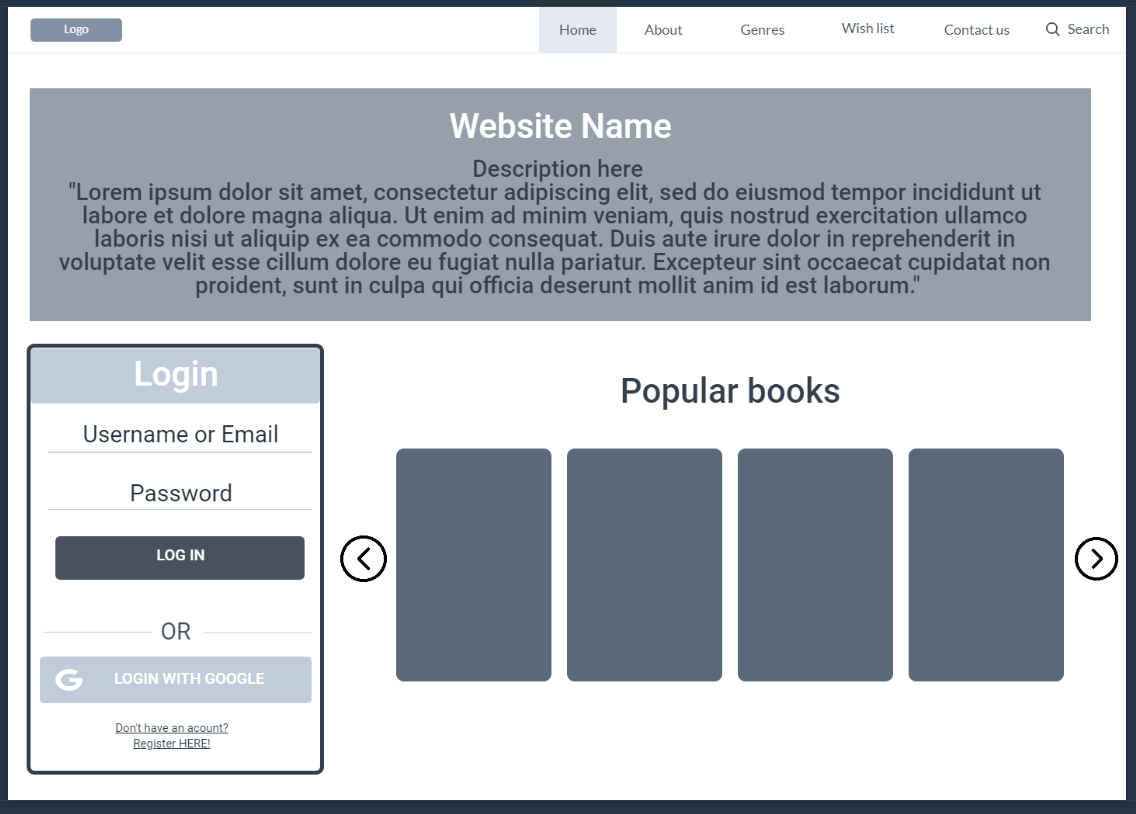 Logo
Home
About
Genres
Wish list
Contact us
Search
Website Name
Description here
"Lorem ipsum dolor sit amet, consectetur adipiscing elit, sed do eiusmod tempor incididunt ut
labore et dolore magna aliqua. Ut enim ad minim veniam, quis nostrud exercitation ullamco
laboris nisi ut aliquip ex ea commodo consequat. Duis aute irure dolor in reprehenderit in
voluptate velit esse cillum dolore eu fugiat nulla pariatur. Excepteur sint occaecat cupidatat non
proident, sunt in culpa qui officia deserunt mollit anim id est laborum."
Login
Username or Email
Password
LOG IN
OR
G LOGIN WITH GOOGLE
Don't have an acount?
Register HERE!
Popular books